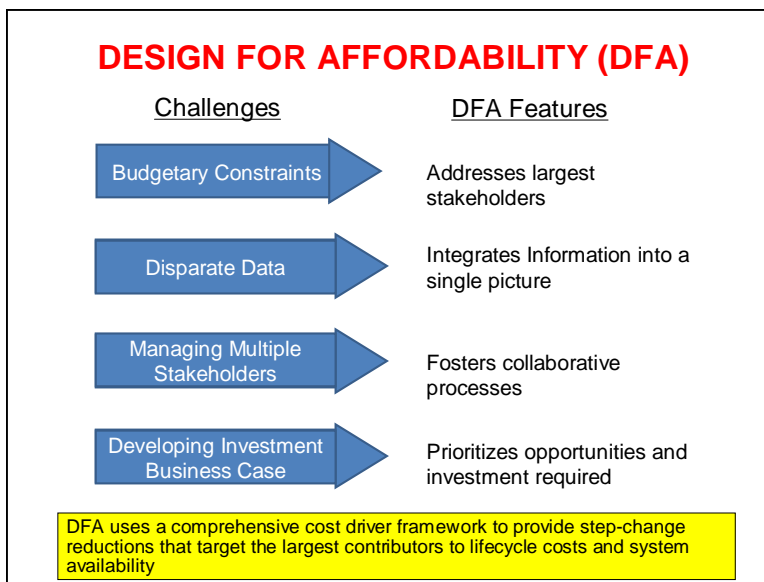 DESIGN FOR AFFORDABILITY (DFA)
Challenges
DFA Features
Budgetary Constraints
Addresses largest
stakeholders
Disparate Data
Integrates Information into a
single picture
Managing Multiple
Stakeholders
Fosters collaborative
processes
Developing Investment
Business Case
Prioritizes opportunities and
investment required
DFA uses a comprehensive cost driver framework to provide step-change
reductions that target the largest contributors to lifecycle costs and system
availability